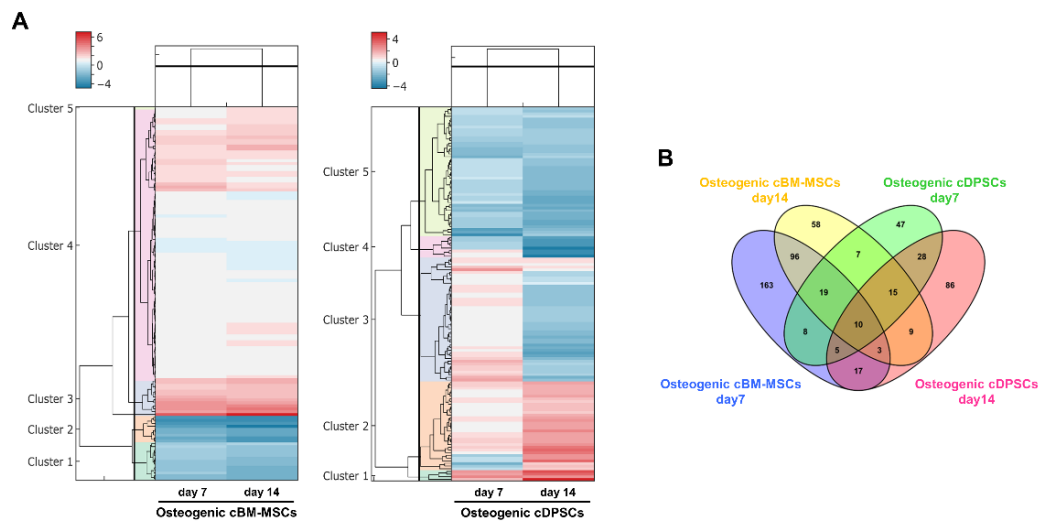 A
6
0
−4
4
0
−4
Cluster 5
Cluster 4
Cluster 3
Cluster 2
Cluster 1
day 7
day 14
Osteogenic cBM-MSCs
Cluster 5
Cluster 4
Cluster 3
Cluster 2
Cluster 1
day 7
day 14
Osteogenic cDPSCs
B
Osteogenic cBM-MSCs
day14
Osteogenic cDPSCs
day7
58
47
96
7
28
163
19
15
86
10
8
5
3
9
17
Osteogenic cBM-MSCs
day7
Osteogenic cDPSCs
day14